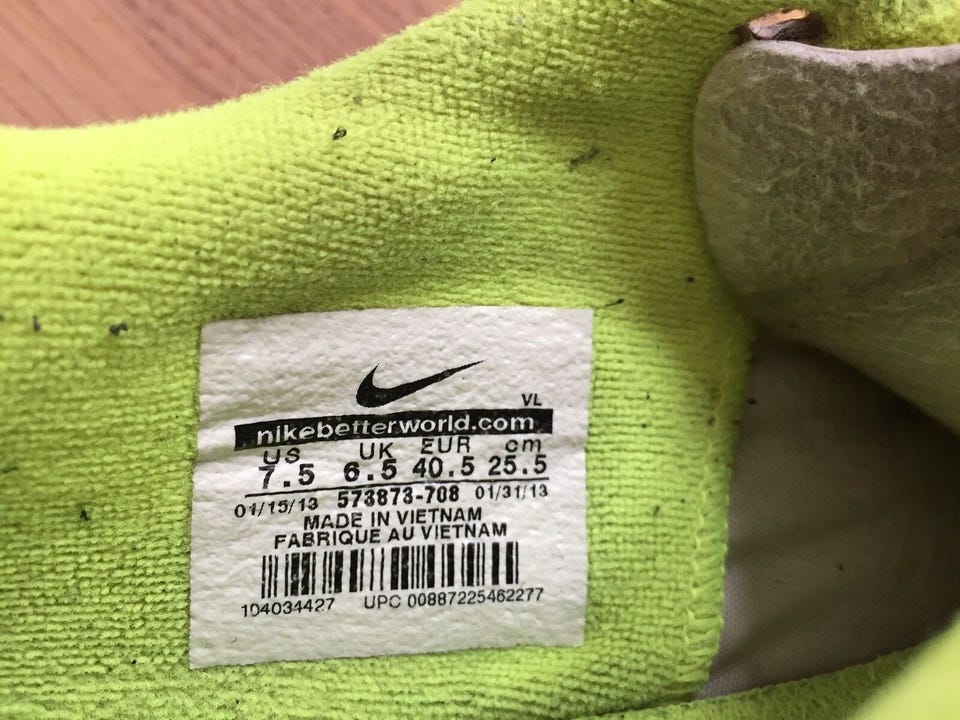 VL
nikebetterworld.com
US UK EUR cm
7.5 6.5 40.5 25.5
01/15/13 573873-708 01/31/13
MADE IN VIETNAM
FABRIQUE AU VIETNAM
104034427 UPC 00887225462277